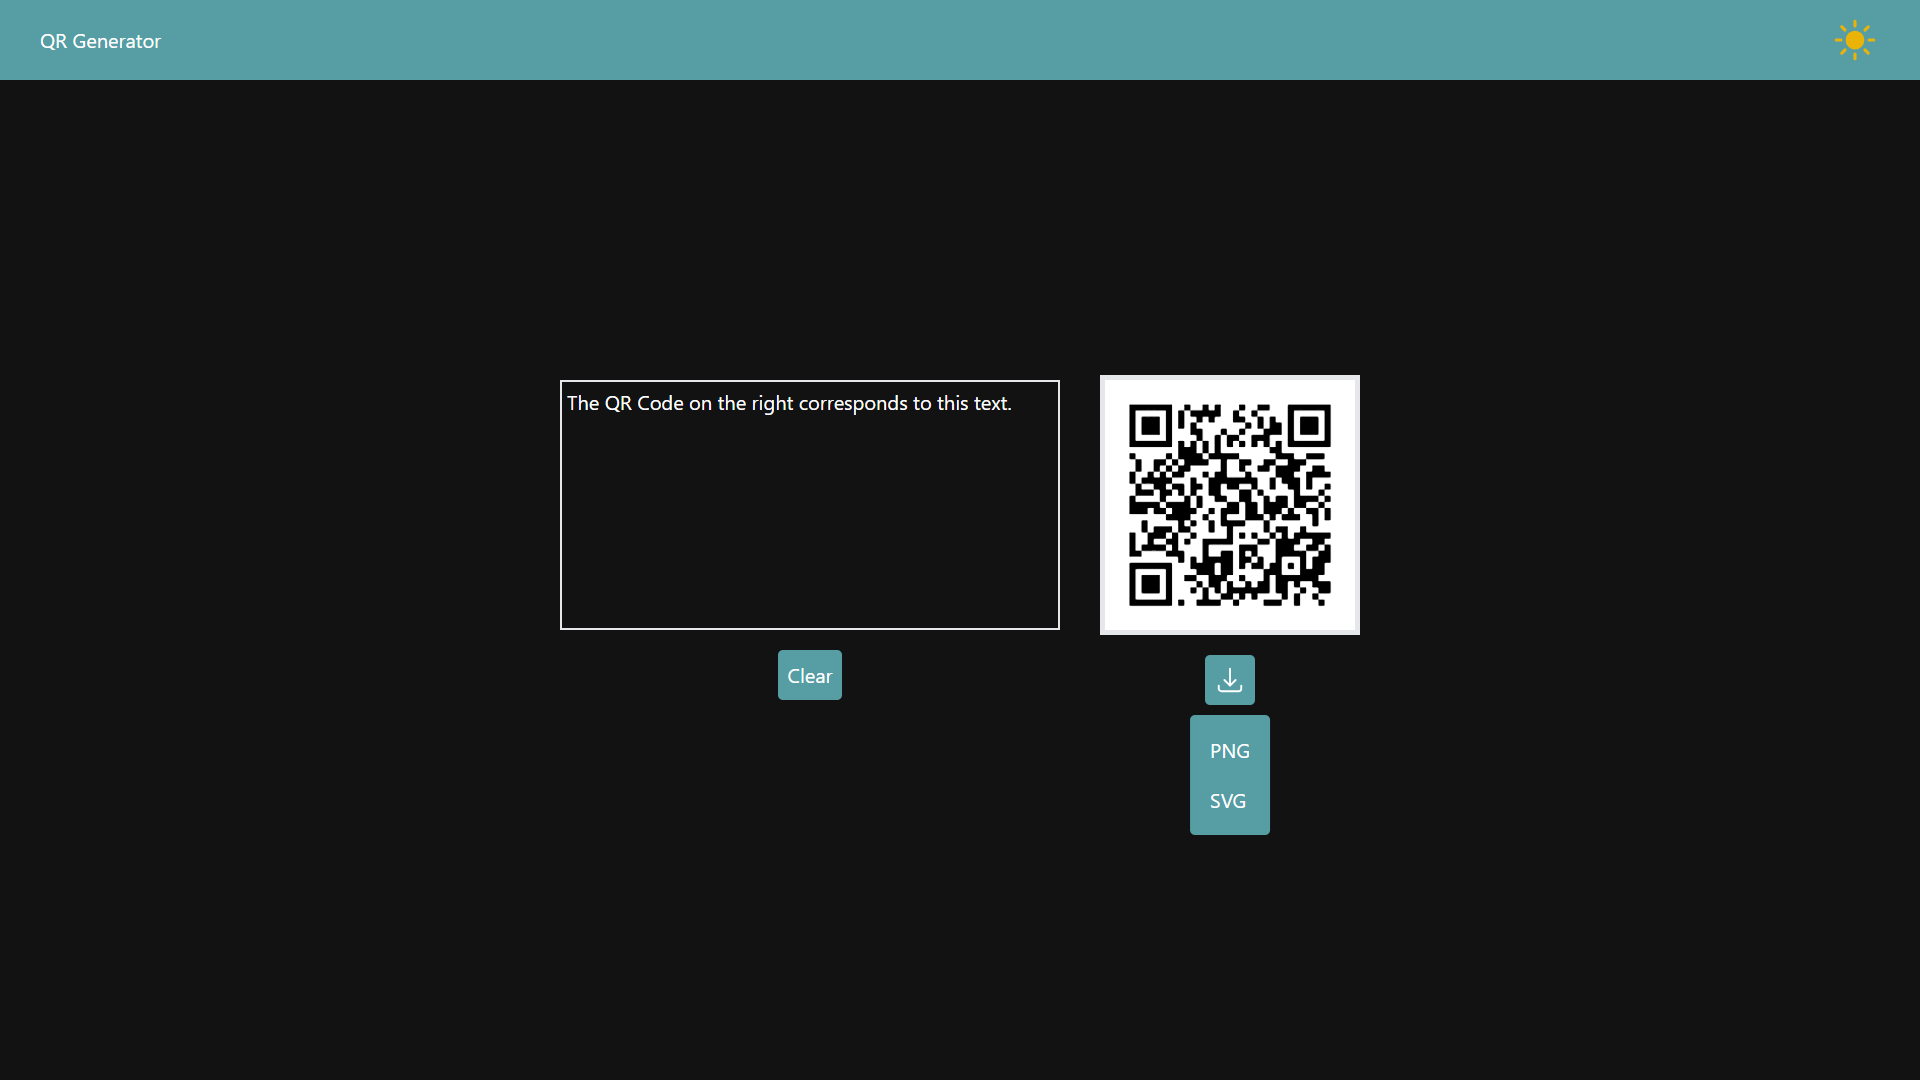 QR Generator
The QR Code on the right corresponds to this text.
Clear
PNG
SVG